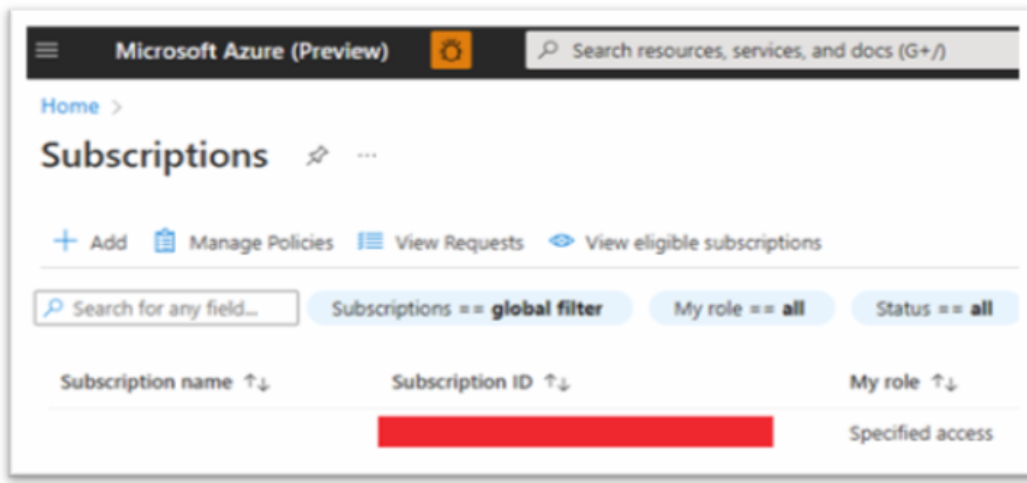 Microsoft Azure (Preview) Search resources, services, and docs (G+/)
Home >
Subscriptions ...
+ Add Manage Policies View Requests View eligible subscriptions
Search for any field... Subscriptions == global filter My role == all Status == all
Subscription name ↑↓ Subscription ID ↑↓ My role ↑↓
Specified access